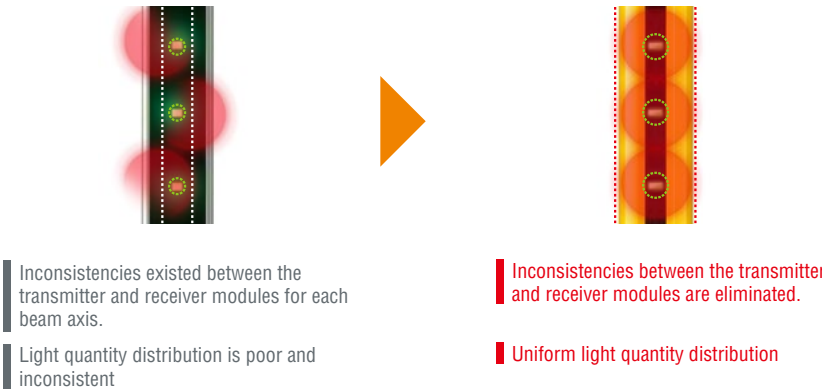 Inconsistencies existed between the
transmitter and receiver modules for each
beam axis.
Light quantity distribution is poor and
inconsistent
Inconsistencies between the transmitter
and receiver modules are eliminated.
Uniform light quantity distribution